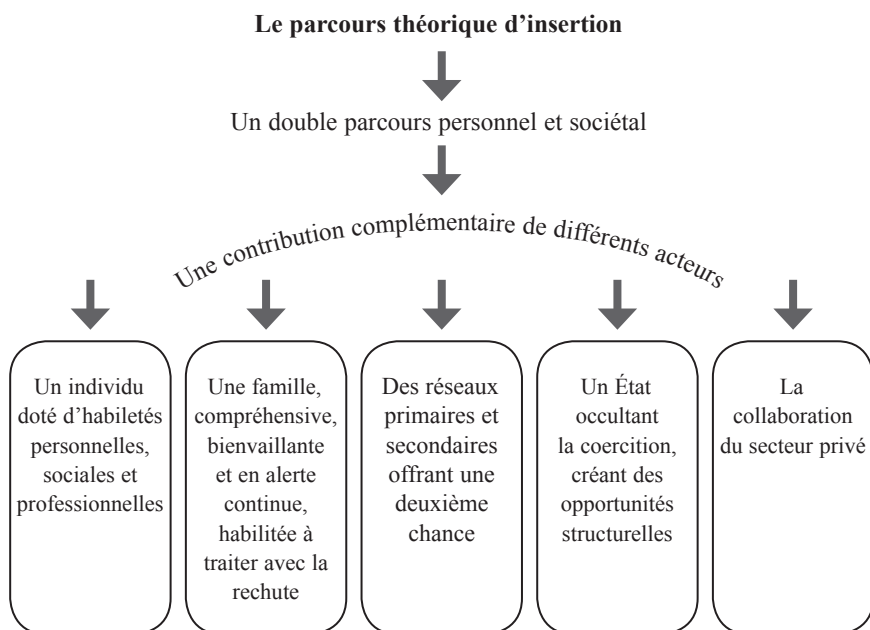 Le parcours théorique d’insertion
Un double parcours personnel et sociétal
Une contribution complémentaire de différents acteurs
Un individu
doté d’habiletés
personnelles,
sociales et
professionnelles
Une famille,
compréhensive,
bienvaillante
et en alerte
continue,
habilitée à
traiter avec la
rechute
Des réseaux
primaires et
secondaires
offrant une
deuxième
chance
Un État
occultant
la coercition,
créant des
opportunités
structurelles
La
collaboration
du secteur privé